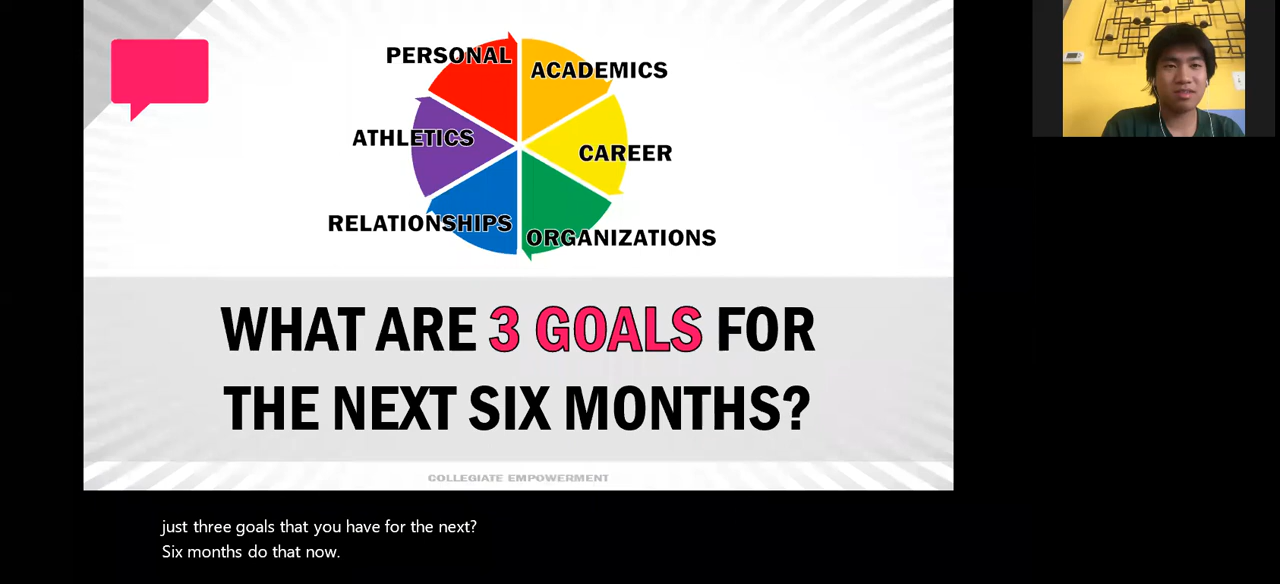 PERSONAL
ACADEMICS
ATHLETICS
CAREER
RELATIONSHIPS
ORGANIZATIONS
WHAT ARE 3 GOALS FOR
THE NEXT SIX MONTHS?
COLLEGIATE EMPOWERMENT
just three goals that you have for the next?
Six months do that now.